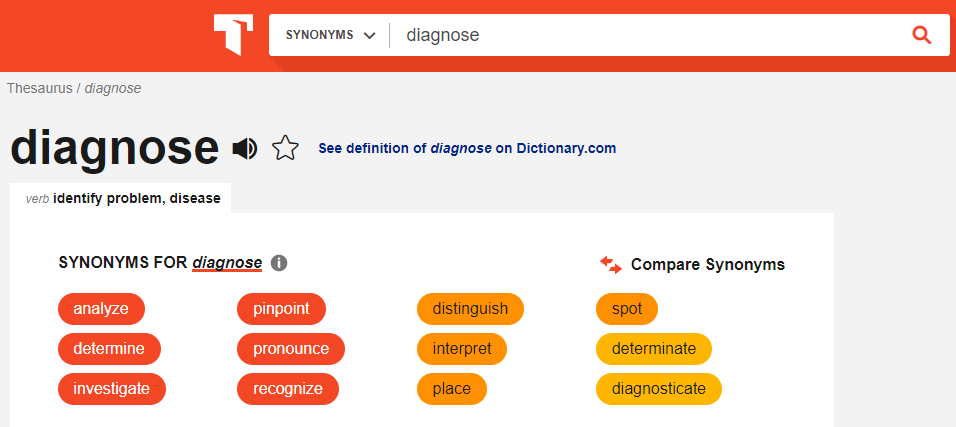 SYNONYMS diagnose
Thesaurus / diagnose
diagnose See definition of diagnose on Dictionary.com
verb identify problem, disease
SYNONYMS FOR diagnose Compare Synonyms
analyze pinpoint distinguish spot
determine pronounce interpret determinate
investigate recognize place diagnosticate